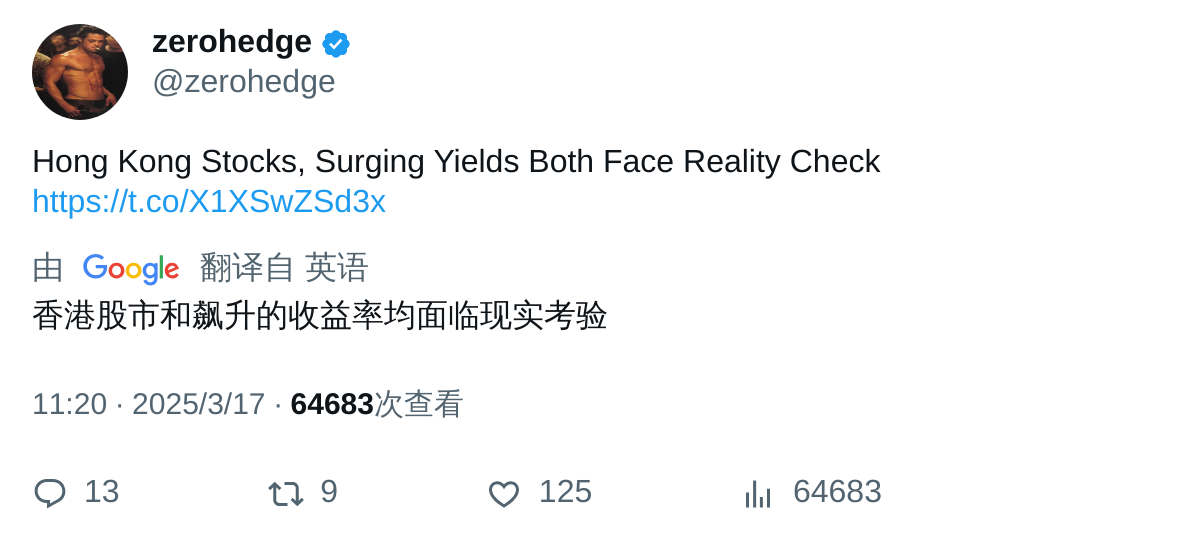 zerohedge
@zerohedge
Hong Kong Stocks, Surging Yields Both Face Reality Check
https://t.co/X1XSwZSd3x
由 Google 翻译自 英语
香港股市和飙升的收益率均面临现实考验
11:20 · 2025/3/17 · 64683次查看
13 9 125 64683